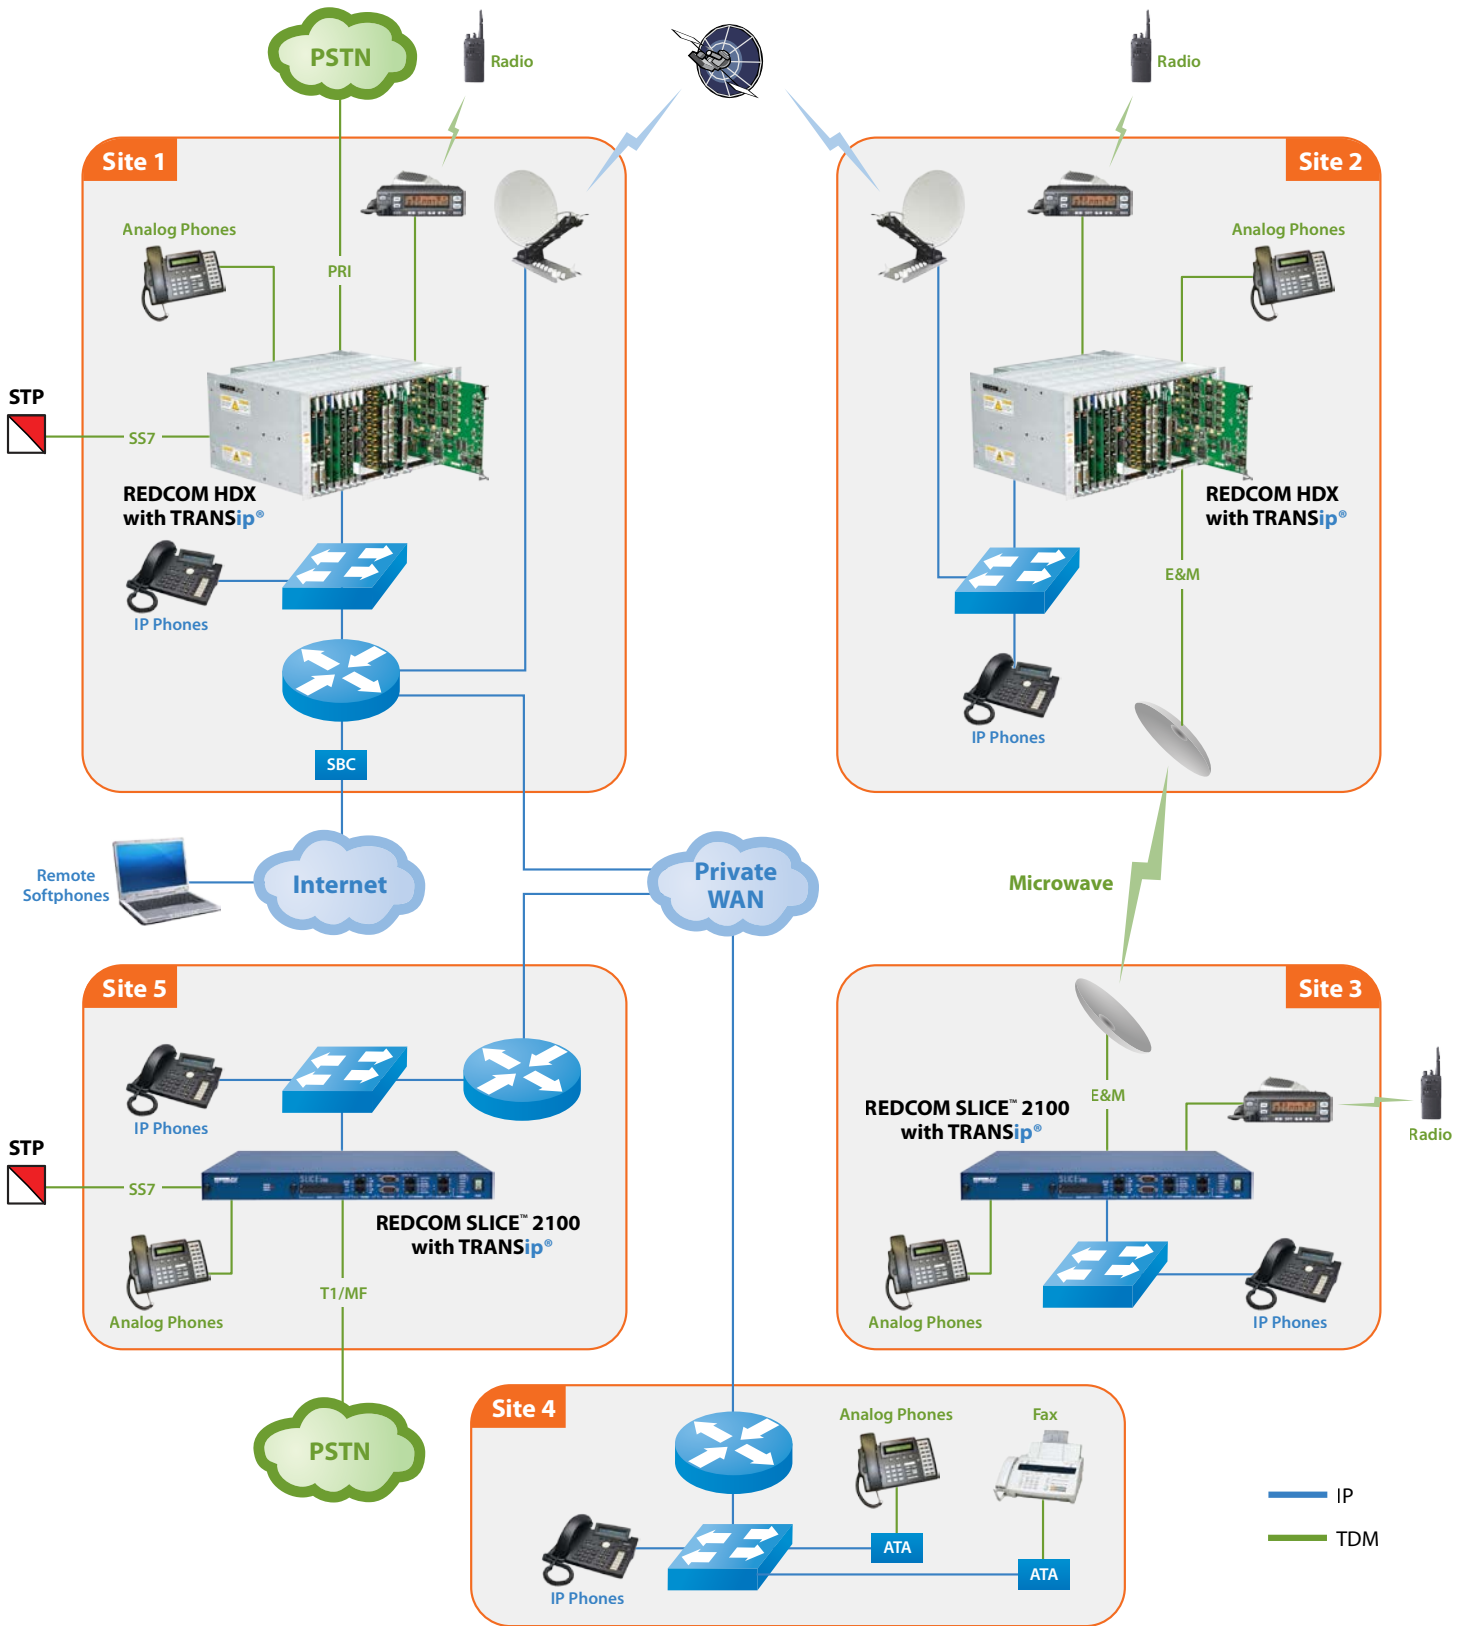 PSTN
Radio
Radio
Site 1
Site 2
Analog Phones
PRI
Analog Phones
STP
SS7
REDCOM HDX
with TRANSip®
REDCOM HDX
with TRANSip®
IP Phones
E&M
IP Phones
SBC
Remote
Softphones
Internet
Private
WAN
Microwave
Site 5
Site 3
IP Phones
E&M
REDCOM SLICE™ 2100
with TRANSip®
Radio
STP
SS7
SLICE
SLICE
REDCOM SLICE™ 2100
with TRANSip®
T1/MF
Analog Phones
Analog Phones
IP Phones
PSTN
Site 4
Analog Phones
Fax
ATA
ATA
IP Phones
IP
TDM